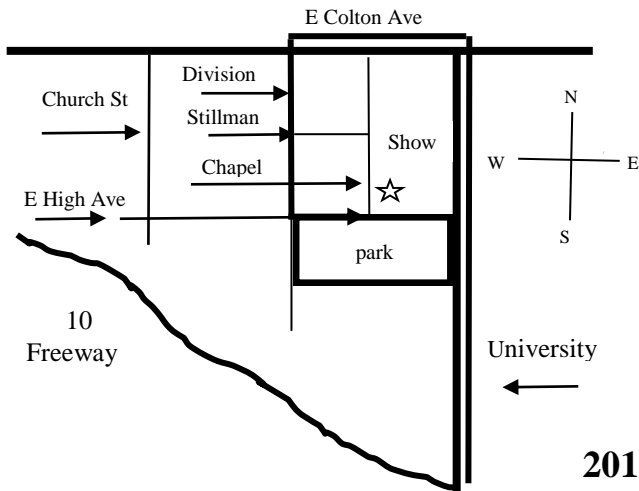 E Colton Ave
Division
Church St
Stillman
Show
N
W
E
S
Chapel
E High Ave
park
10
Freeway
University
201